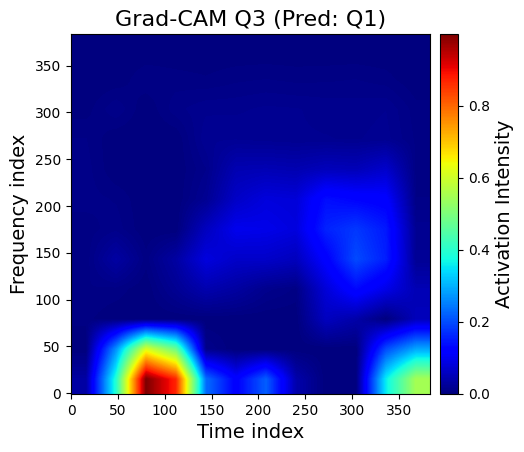 Grad-CAM Q3 (Pred: Q1)
Frequency index
350
300
250
200
150
100
50
0
0 50 100 150 200 250 300 350
Time index
0.8
0.6
0.4
0.2
0.0
Activation Intensity